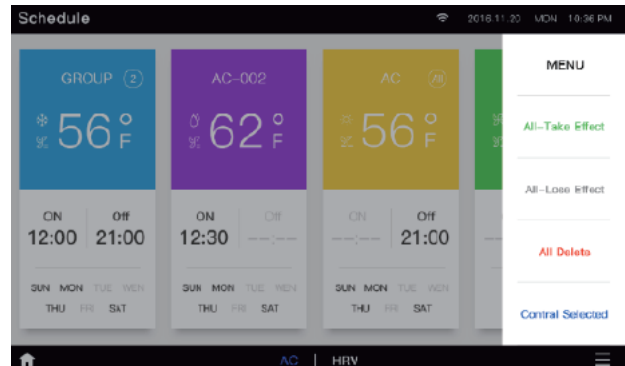 Schedule
2016.11.20 MON 10:36 PM
GROUP 2
56°F
ON Off
12:00 21:00
SUN MON TUE WEN
THU FRI SAT
AC-002
62°F
ON Off
12:30 --:--
SUN MON TUE WEN
THU FRI SAT
AC
56°F
ON Off
--:-- 21:00
SUN MON TUE WEN
THU FRI SAT
MENU
All-Take Effect
All-Lose Effect
All Delete
Contral Selected
AC | HRV